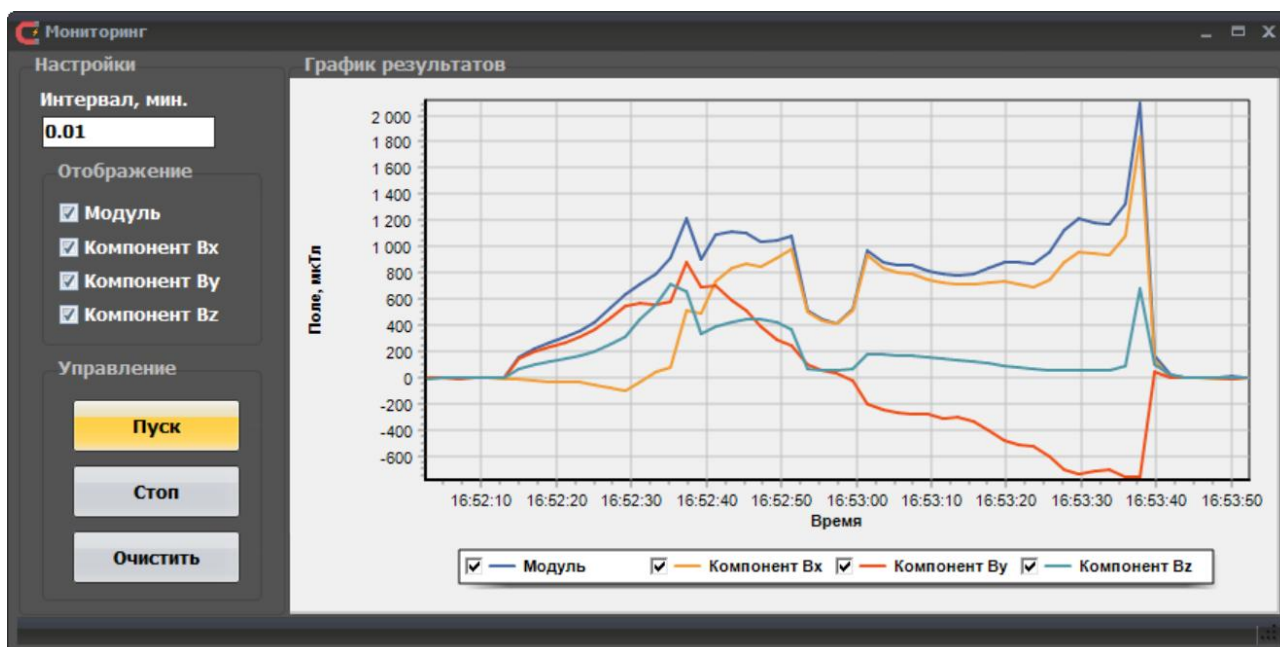 Мониторинг
Настройки
Интервал, мин.
0.01
Отображение
Модуль
Компонент Bx
Компонент By
Компонент Bz
Управление
Пуск
Стоп
Очистить
График результатов
Поле, мкТл
2 000
1 800
1 600
1 400
1 200
1 000
800
600
400
200
0
-200
-400
-600
16:52:10 16:52:20 16:52:30 16:52:40 16:52:50 16:53:00 16:53:10 16:53:20 16:53:30 16:53:40 16:53:50
Время
Модуль Компонент Bx Компонент By Компонент Bz